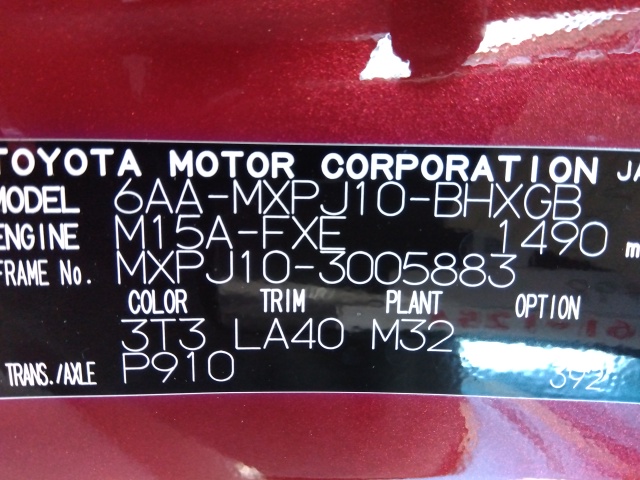 TOYOTA MOTOR CORPORATION JA
MODEL 6AA-MXPJ10-BHXGB
ENGINE M15A-FXE 1490 m
FRAME No. MXPJ10-3005883
COLOR TRIM PLANT OPTION
3T3 LA40 M32
TRANS./AXLE P910 392